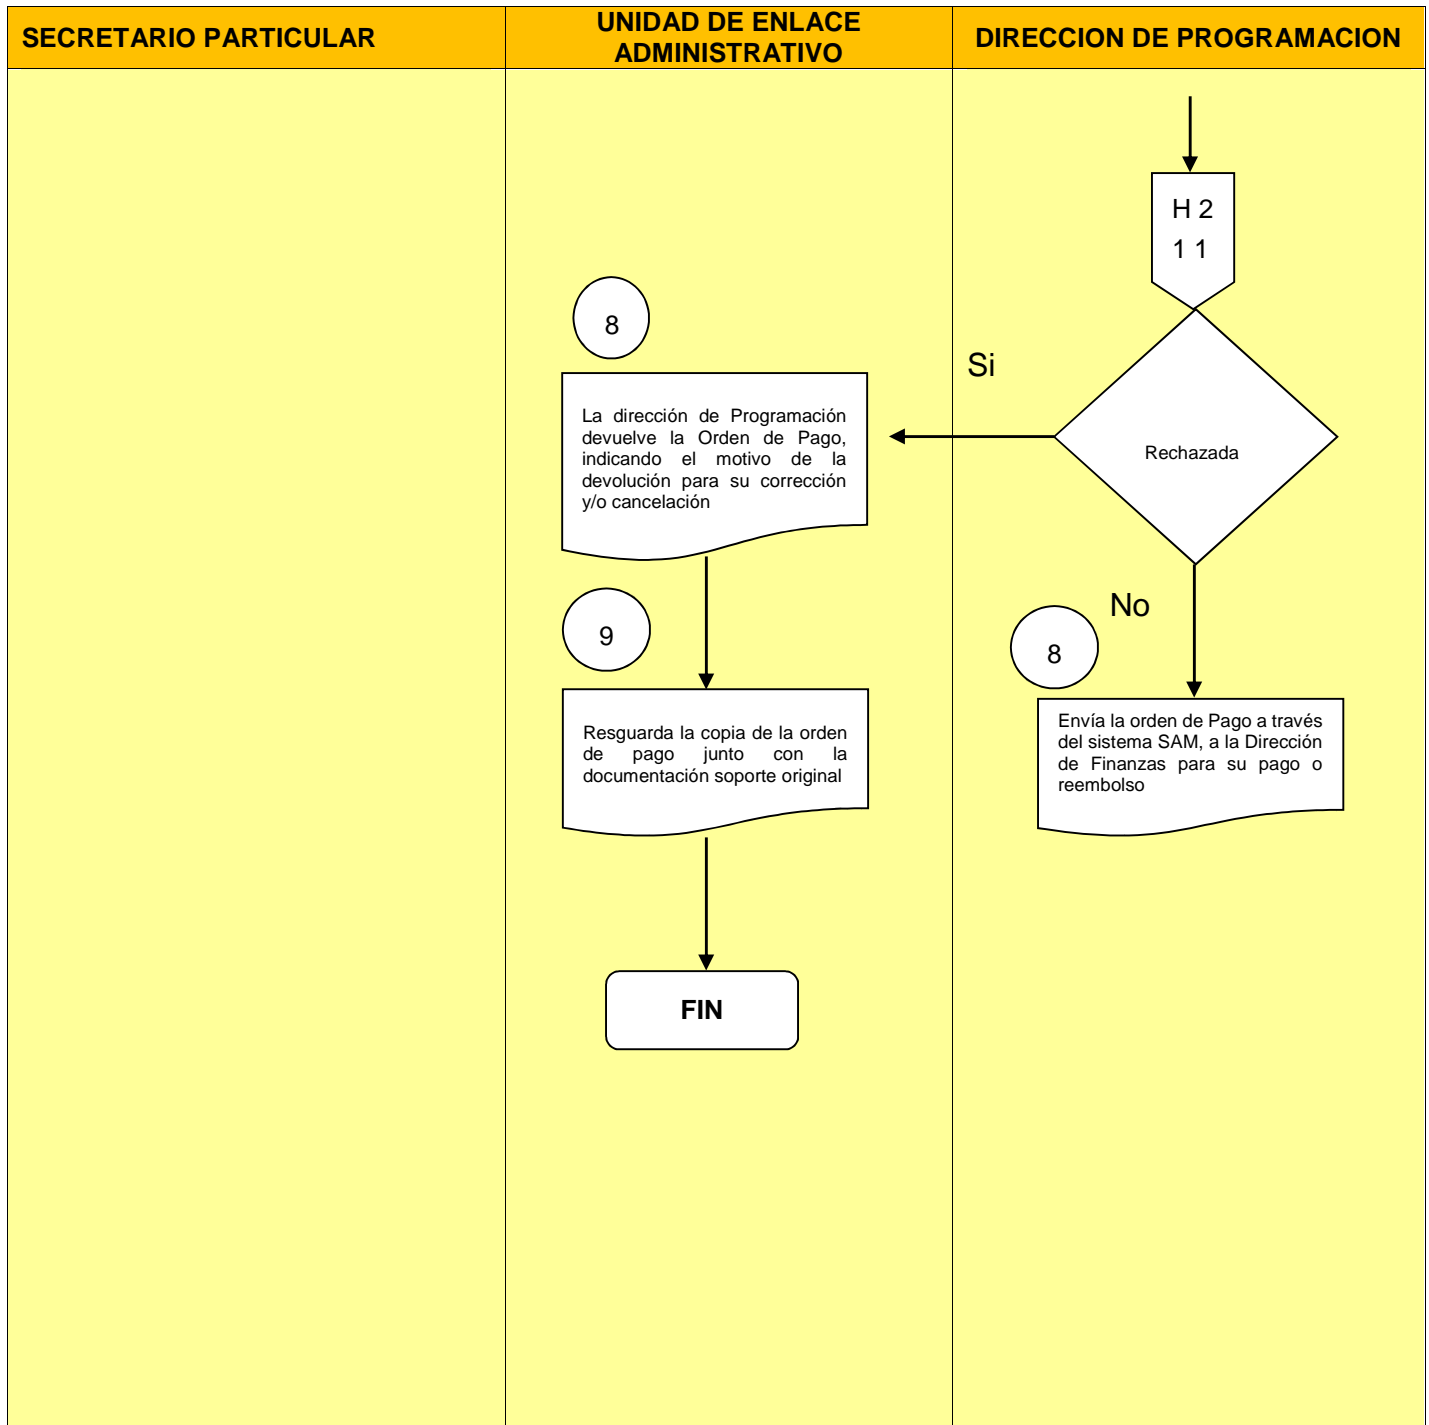 SECRETARIO PARTICULAR
UNIDAD DE ENLACE
ADMINISTRATIVO
DIRECCION DE PROGRAMACION
H 2
1 1
8
Si
La dirección de Programación
devuelve la Orden de Pago,
indicando el motivo de la
devolución para su corrección
y/o cancelación
Rechazada
9
No
8
Resguarda la copia de la orden
de pago junto con la
documentación soporte original
Envía la orden de Pago a través
del sistema SAM, a la Dirección
de Finanzas para su pago o
reembolso
FIN